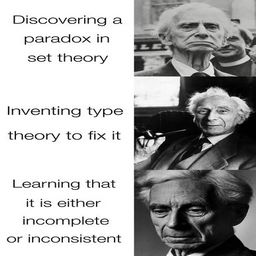 Discovering a
paradox in
set theory
Inventing type
theory to fix it
Learning that
it is either
incomplete
or inconsistent